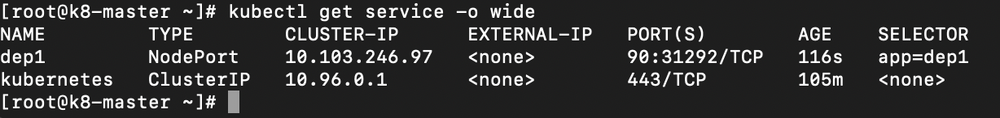 [root@k8-master ~]# kubectl get service -o wide
NAME         TYPE        CLUSTER-IP      EXTERNAL-IP   PORT(S)        AGE    SELECTOR
dep1         NodePort    10.103.246.97   <none>        90:31292/TCP   116s   app=dep1
kubernetes   ClusterIP   10.96.0.1       <none>        443/TCP        105m   <none>
[root@k8-master ~]#